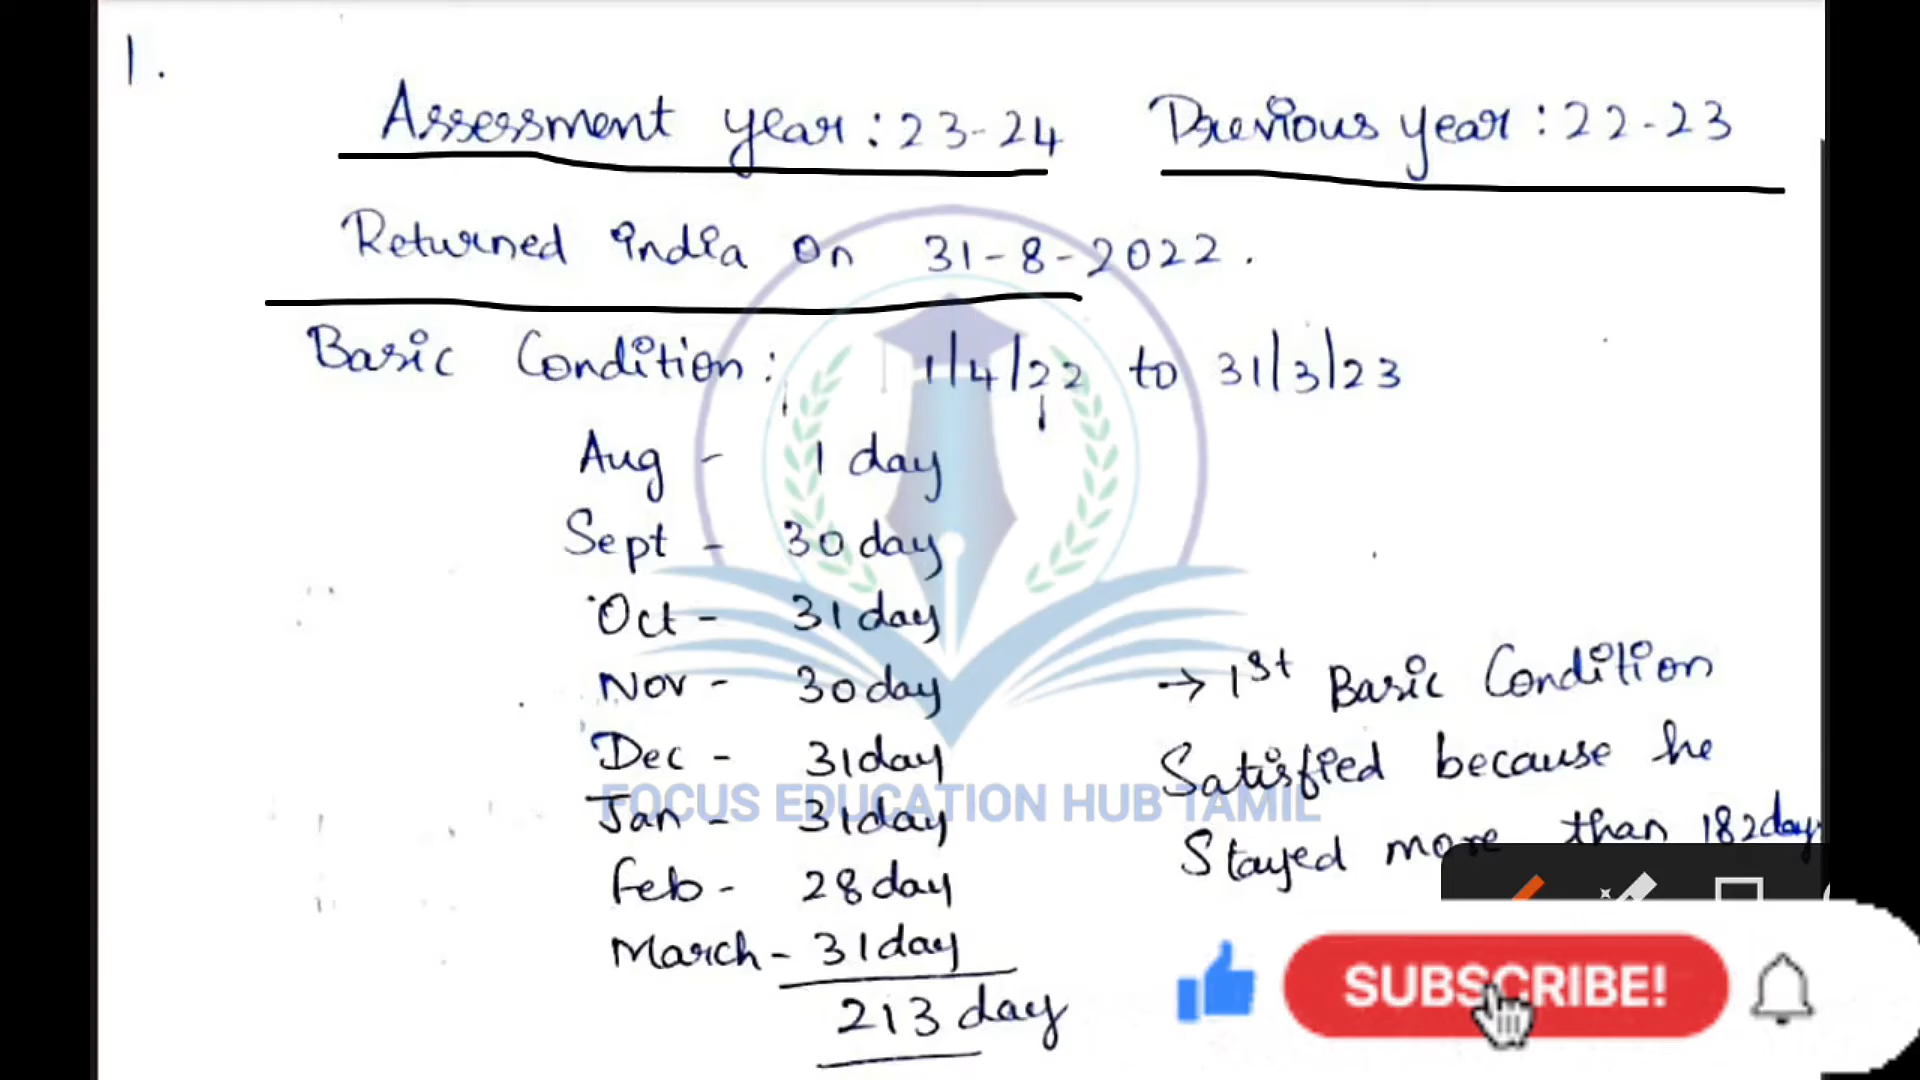 1.
Assessment year : 23-24 Previous year : 22-23
Returned india on 31-8-2022.
Basic Condition : 1/4/22 to 31/3/23
Aug - 1 day
Sept - 30 day
Oct - 31 day
Nov - 30 day
Dec - 31 day
Jan - 31 day
Feb - 28 day
March - 31 day
213 day
→ 1st Basic Condition
Satisfied because he
Stayed more than 182 day
FOCUS EDUCATION HUB TAMIL
SUBSCRIBE!